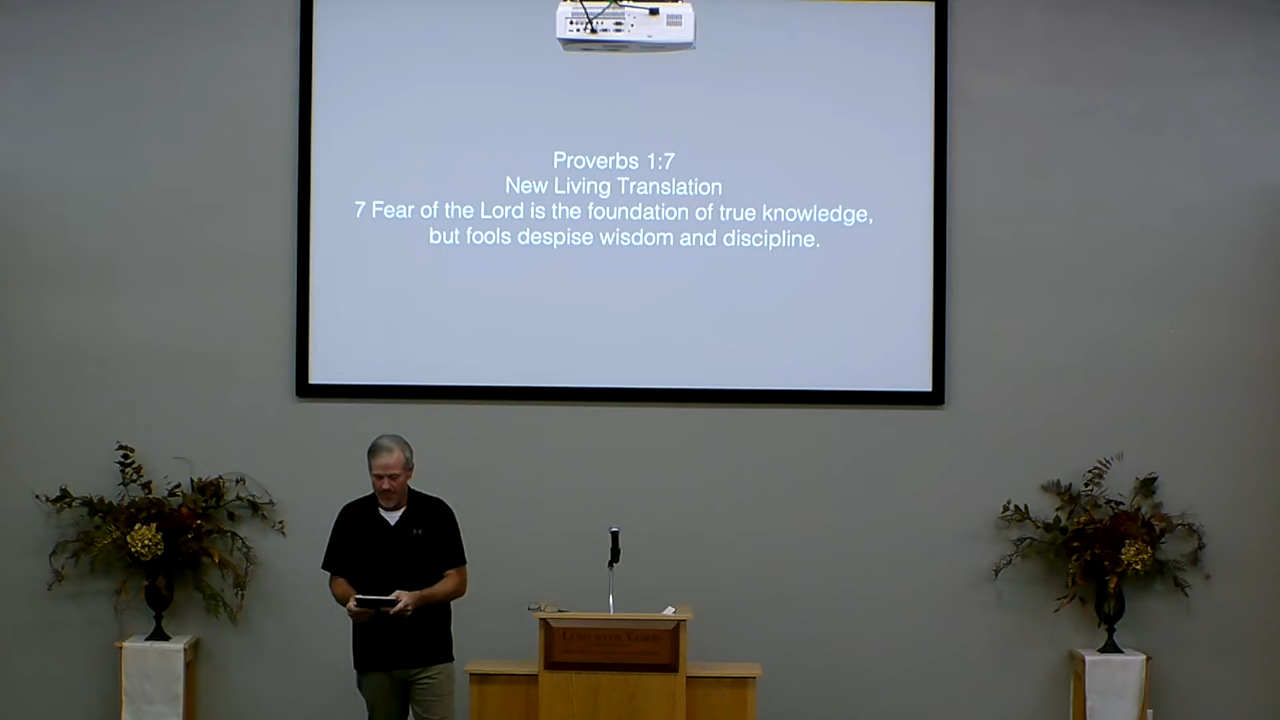 Proverbs 1:7
New Living Translation
7 Fear of the Lord is the foundation of true knowledge,
but fools despise wisdom and discipline.